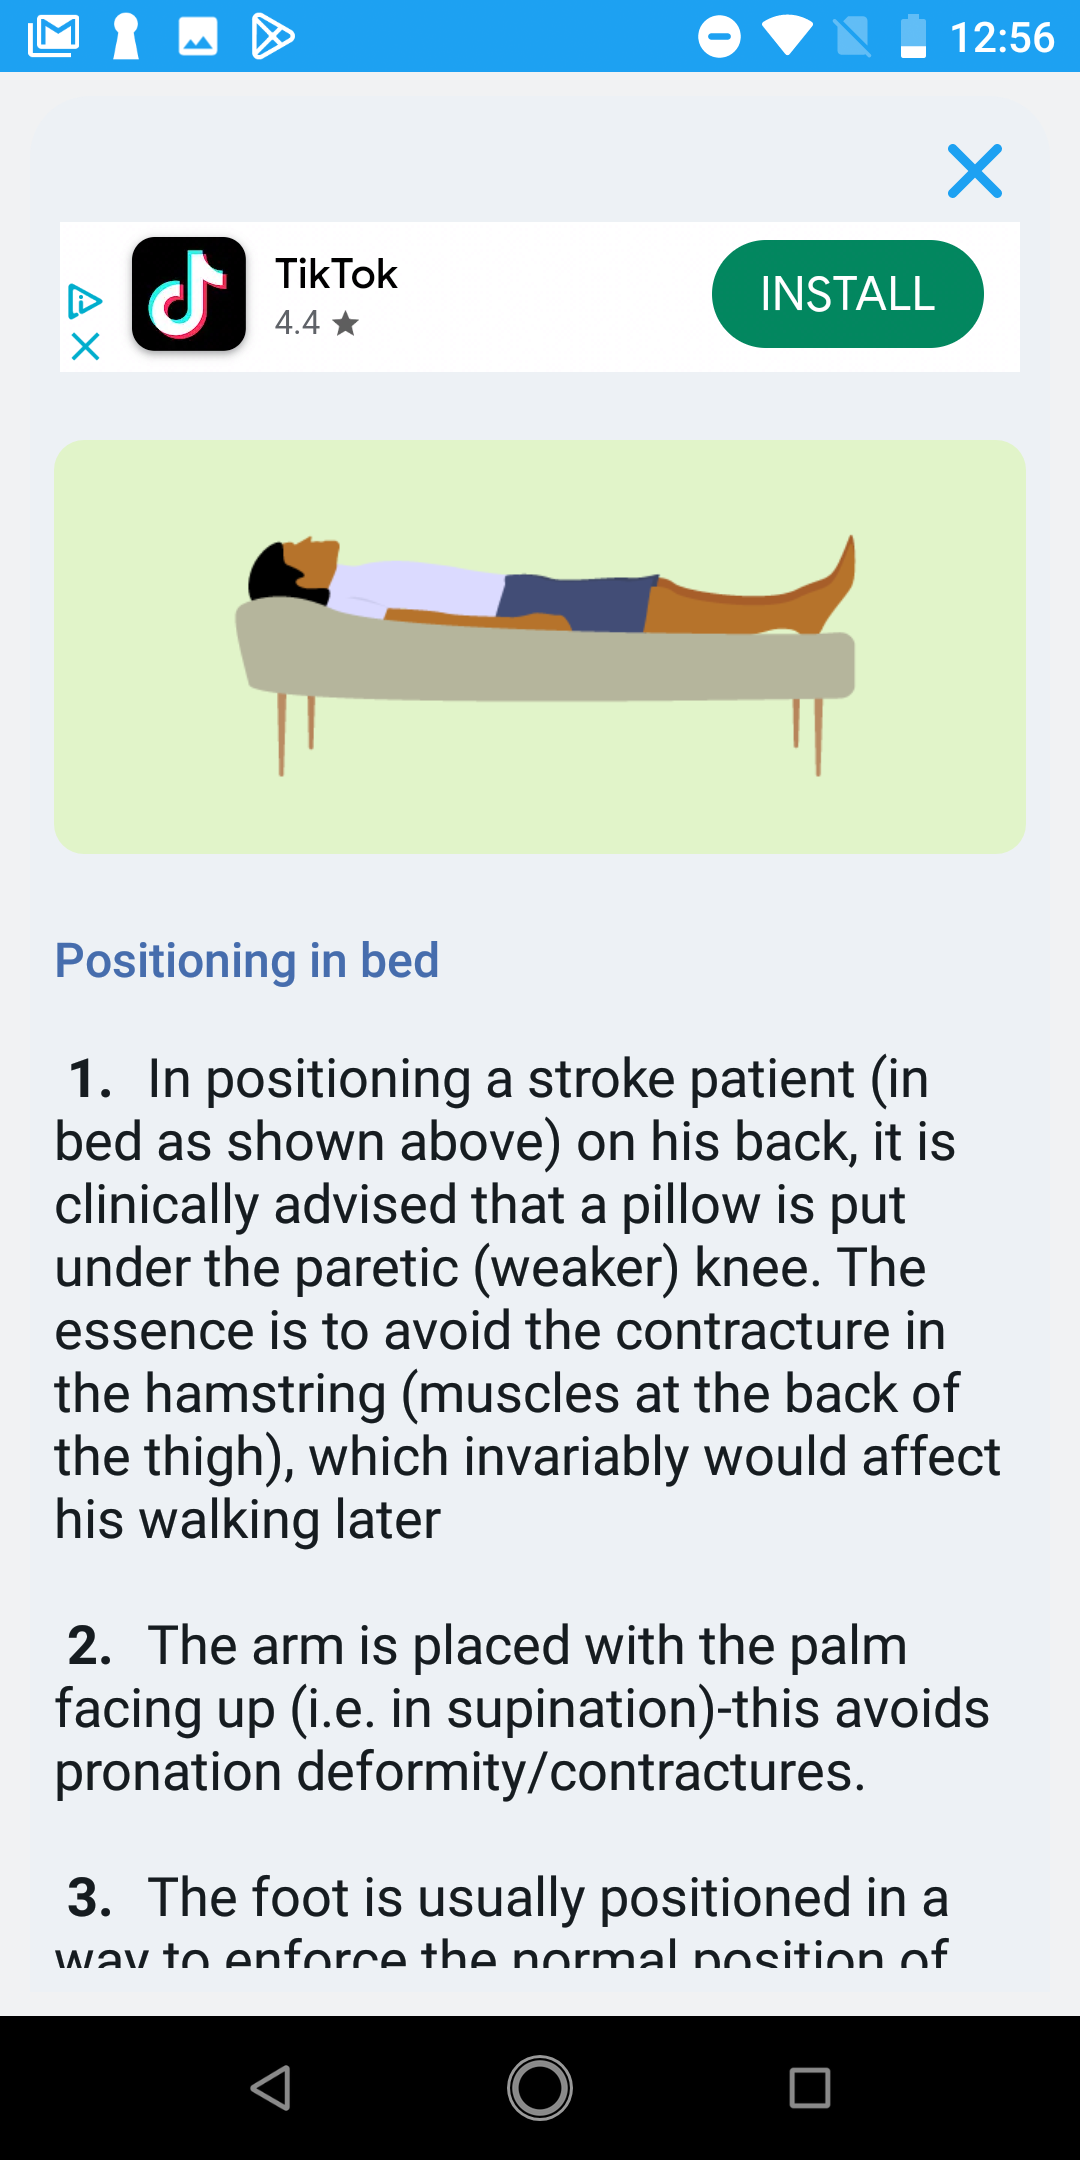 12:56
TikTok
4.4 ★
INSTALL
Positioning in bed
1. In positioning a stroke patient (in
bed as shown above) on his back, it is
clinically advised that a pillow is put
under the paretic (weaker) knee. The
essence is to avoid the contracture in
the hamstring (muscles at the back of
the thigh), which invariably would affect
his walking later
2. The arm is placed with the palm
facing up (i.e. in supination)-this avoids
pronation deformity/contractures.
3. The foot is usually positioned in a
way to enforce the normal position of